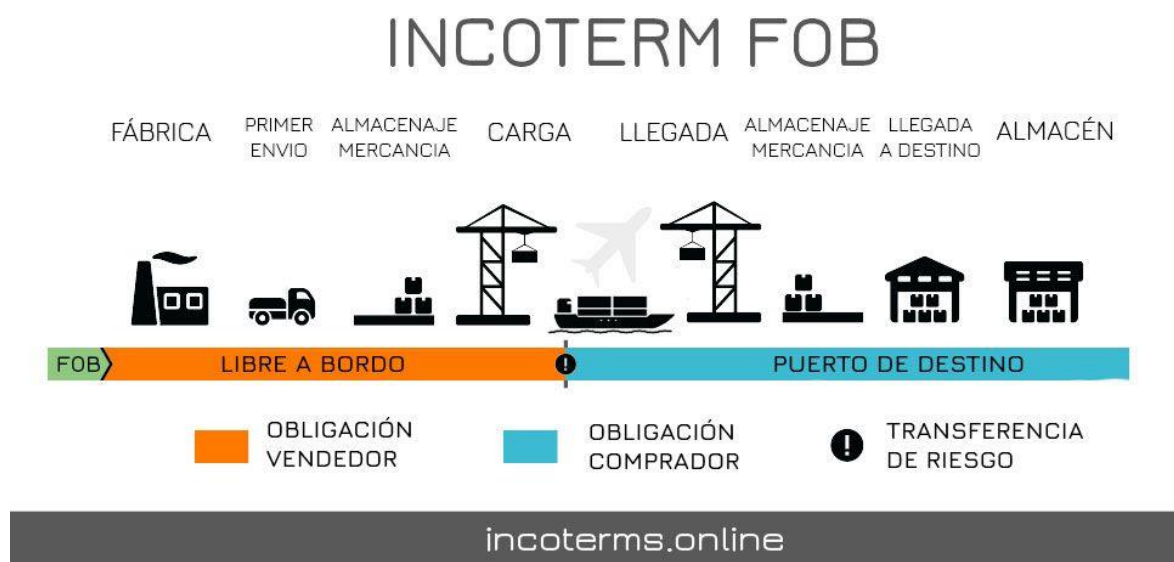 INCOTERM FOB
FÁBRICA
PRIMER
ENVIO
ALMACENAJE
MERCANCIA
CARGA
LLEGADA
ALMACENAJE
MERCANCIA
LLEGADA
A DESTINO
ALMACÉN
FOB
LIBRE A BORDO
!
PUERTO DE DESTINO
OBLIGACIÓN
VENDEDOR
OBLIGACIÓN
COMPRADOR
!
TRANSFERENCIA
DE RIESGO
incoterms.online